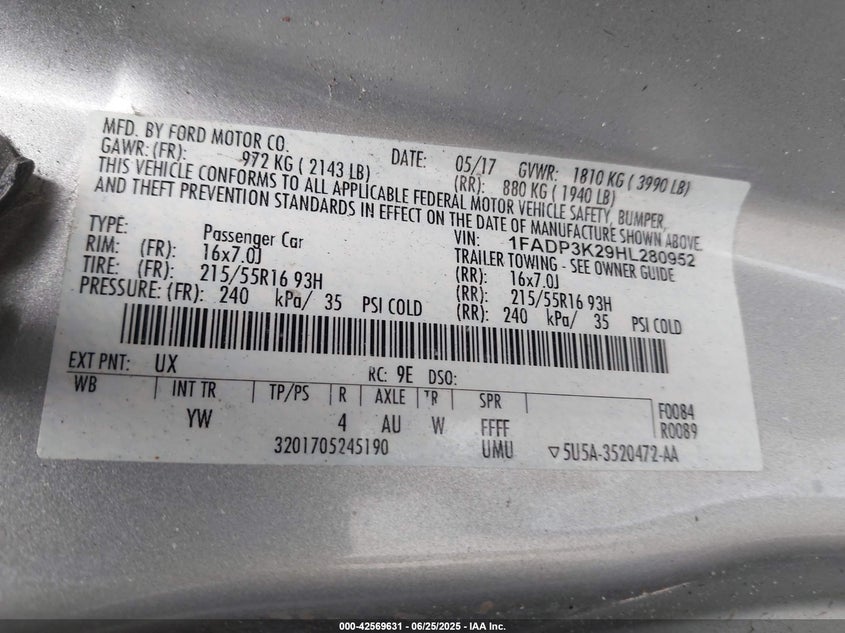 MFD. BY FORD MOTOR CO. DATE: 05/17 GVWR: 1810 KG ( 3990 LB)
GAWR: (FR): 972 KG ( 2143 LB) (RR): 880 KG ( 1940 LB)
THIS VEHICLE CONFORMS TO ALL APPLICABLE FEDERAL MOTOR VEHICLE SAFETY, BUMPER,
AND THEFT PREVENTION STANDARDS IN EFFECT ON THE DATE OF MANUFACTURE SHOWN ABOVE.
VIN: 1FADP3K29HL280952
TYPE: Passenger Car TRAILER TOWING - SEE OWNER GUIDE
RIM: (FR): 16x7.0J (RR): 16x7.0J
TIRE: (FR): 215/55R16 93H (RR): 215/55R16 93H
PRESSURE: (FR): 240 kPa/ 35 PSI COLD (RR): 240 kPa/ 35 PSI COLD
EXT PNT: UX RC: 9E DSO:
WB INT TR TP/PS R AXLE TR SPR F0084
YW 4 AU W FFFF R0089
3201705245190 UMU ▽5U5A-3520472-AA
000-42569631 - 06/25/2025 - IAA Inc.